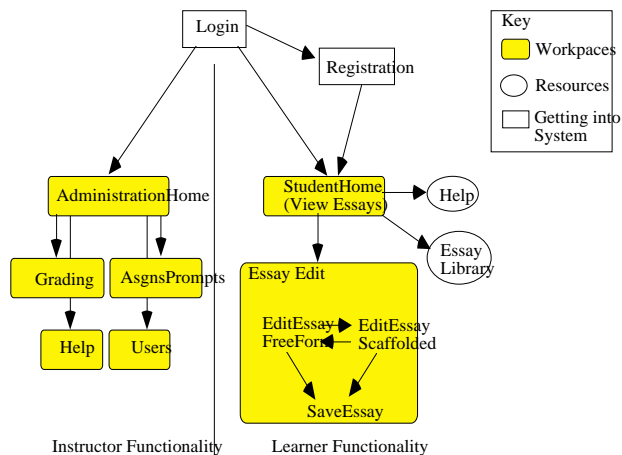 Login
Registration
Key
Workpaces
Resources
Getting into
System
AdministrationHome
StudentHome
(View Essays)
Help
Essay
Library
Grading
AsgnsPrompts
Help
Users
Essay Edit
EditEssay
FreeForm
EditEssay
Scaffolded
SaveEssay
Instructor Functionality
Learner Functionality